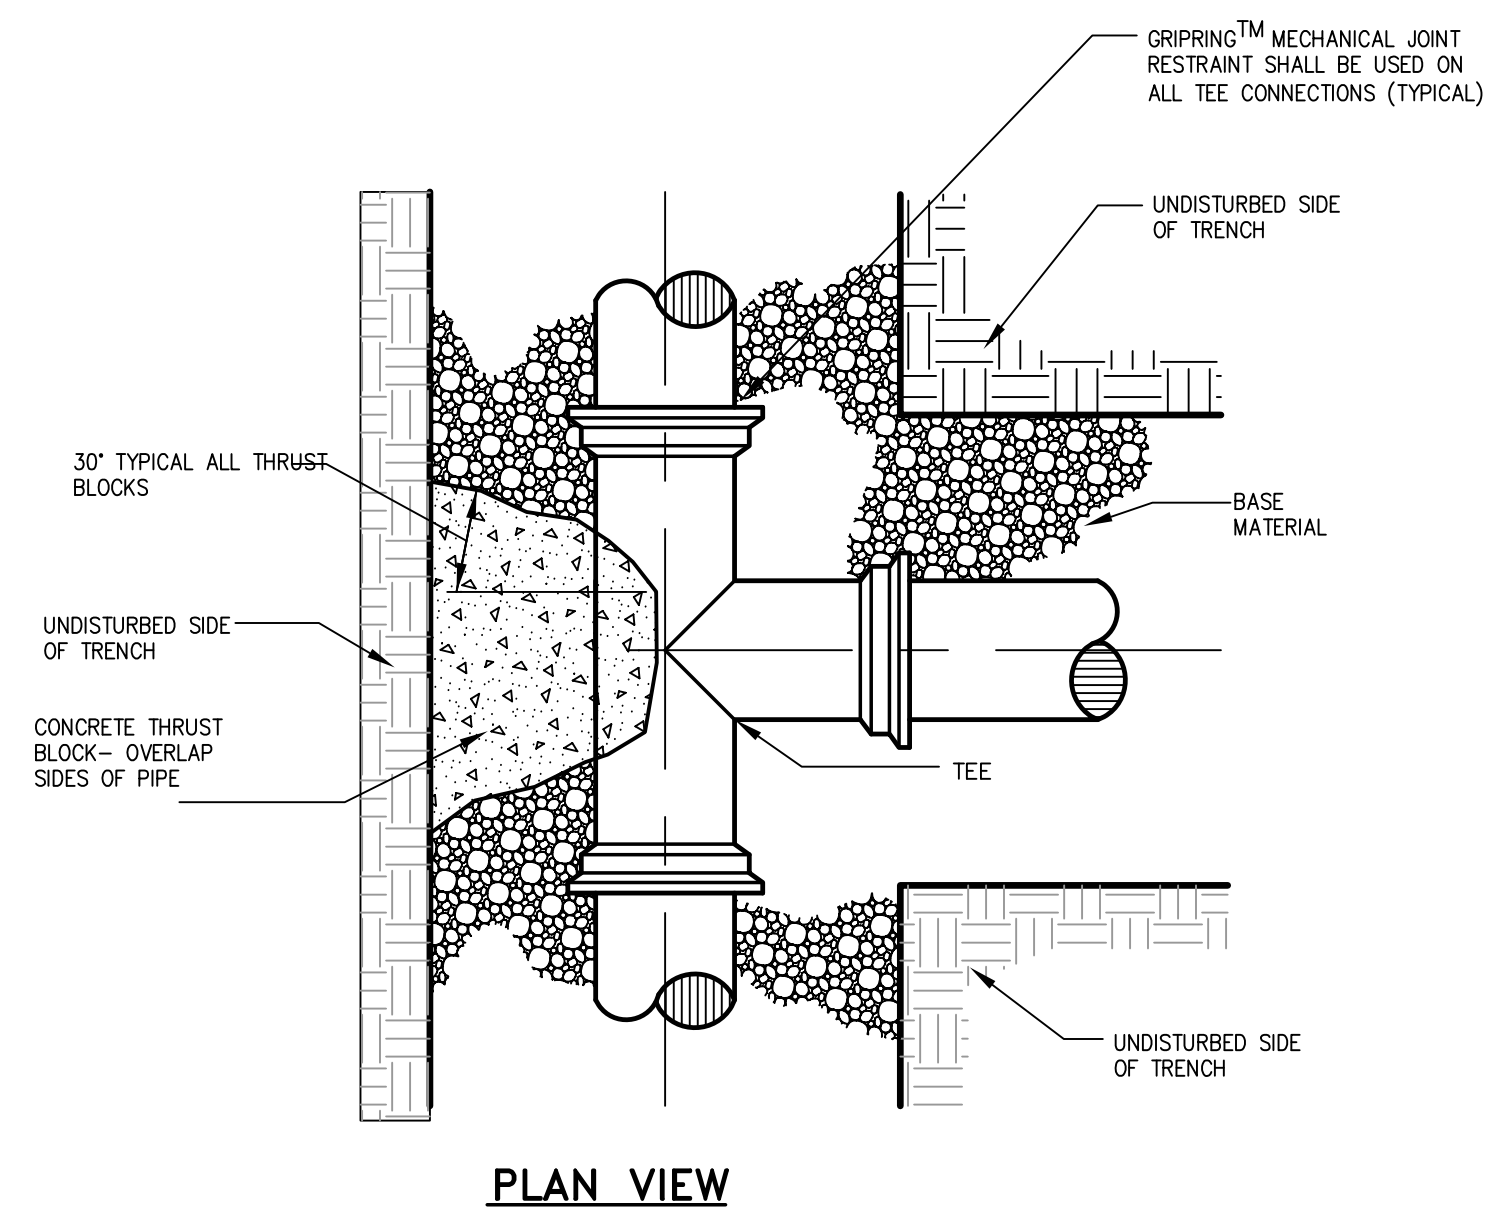 GRIPRING™ MECHANICAL JOINT
RESTRAINT SHALL BE USED ON
ALL TEE CONNECTIONS (TYPICAL)
UNDISTURBED SIDE
OF TRENCH
30° TYPICAL ALL THRUST
BLOCKS
BASE
MATERIAL
UNDISTURBED SIDE
OF TRENCH
CONCRETE THRUST
BLOCK– OVERLAP
SIDES OF PIPE
TEE
UNDISTURBED SIDE
OF TRENCH
PLAN VIEW